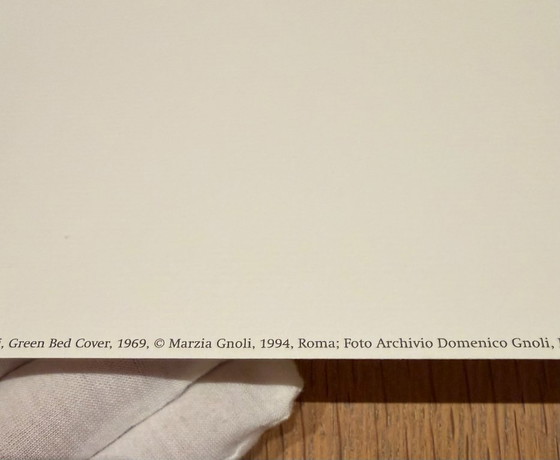 , Green Bed Cover, 1969, © Marzia Gnoli, 1994, Roma; Foto Archivio Domenico Gnoli,